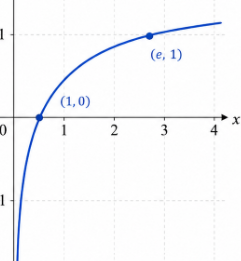 1
(e, 1)
(1, 0)
0 1 2 3 4 x
1